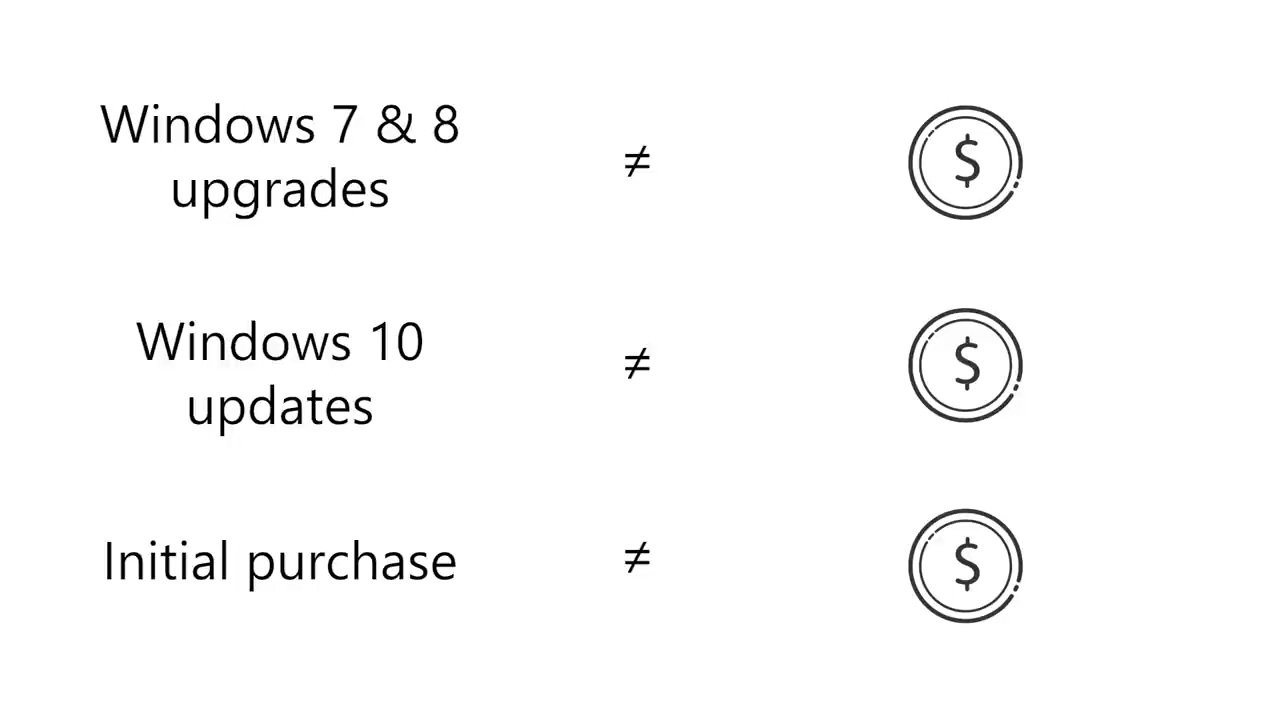 Windows 7 & 8
upgrades
≠
$
Windows 10
updates
≠
$
Initial purchase
≠
$